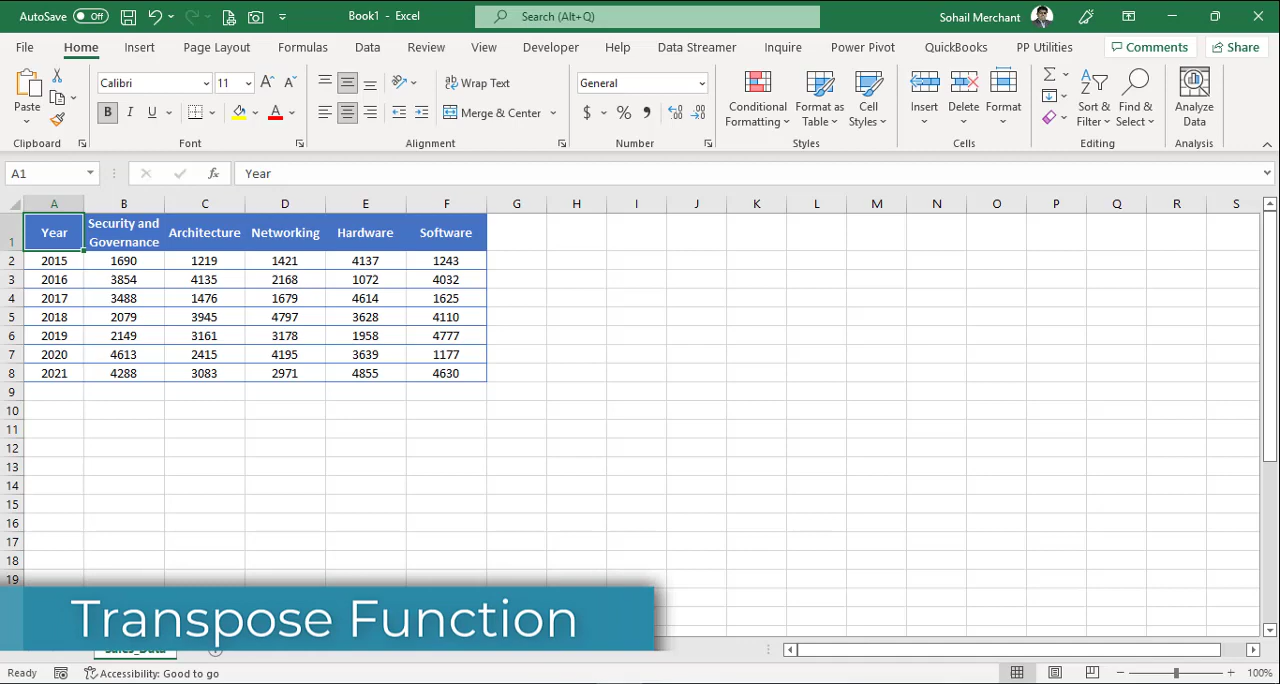 AutoSave Off Book1 - Excel Search (Alt+Q) Sohail Merchant
File Home Insert Page Layout Formulas Data Review View Developer Help Data Streamer Inquire Power Pivot QuickBooks PP Utilities Comments Share
Calibri 11 A^ A˅ ab Wrap Text General Σ
Paste B I U A Merge & Center $ % , Conditional Formatting Format as Table Cell Styles Insert Delete Format Sort & Filter Find & Select Analyze Data
Clipboard Font Alignment Number Styles Cells Editing Analysis
A1 fx Year
A B C D E F G H I J K L M N O P Q R S
1 Year Security and Governance Architecture Networking Hardware Software
2 2015 1690 1219 1421 4137 1243
3 2016 3854 4135 2168 1072 4032
4 2017 3488 1476 1679 4614 1625
5 2018 2079 3945 4797 3628 4110
6 2019 2149 3161 3178 1958 4777
7 2020 4613 2415 4195 3639 1177
8 2021 4288 3083 2971 4855 4630
9
10
11
12
13
14
15
16
17
18
19
Transpose Function
Ready Accessibility: Good to go 100%